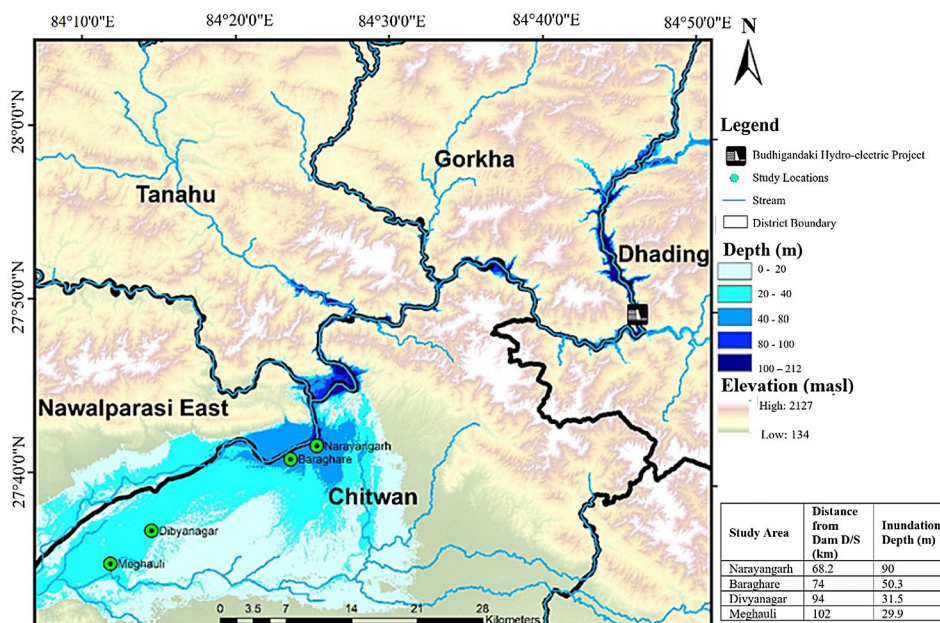 84°10'0"E 84°20'0"E 84°30'0"E 84°40'0"E 84°50'0"E
28°0'0"N
27°50'0"N
27°40'0"N
N
Gorkha
Tanahu
Dhading
Nawalparasi East
Chitwan
Narayangarh
Baraghare
Dibyanagar
Meghauli
0 3.5 7 14 21 28
Kilometers
Legend
Budhigandaki Hydro-electric Project
Study Locations
Stream
District Boundary
Depth (m)
0 - 20
20 - 40
40 - 80
80 - 100
100 – 212
Elevation (masl)
High: 2127
Low: 134
Study Area Distance from Dam D/S (km) Inundation Depth (m)
Narayangarh 68.2 90
Baraghare 74 50.3
Divyanagar 94 31.5
Meghauli 102 29.9